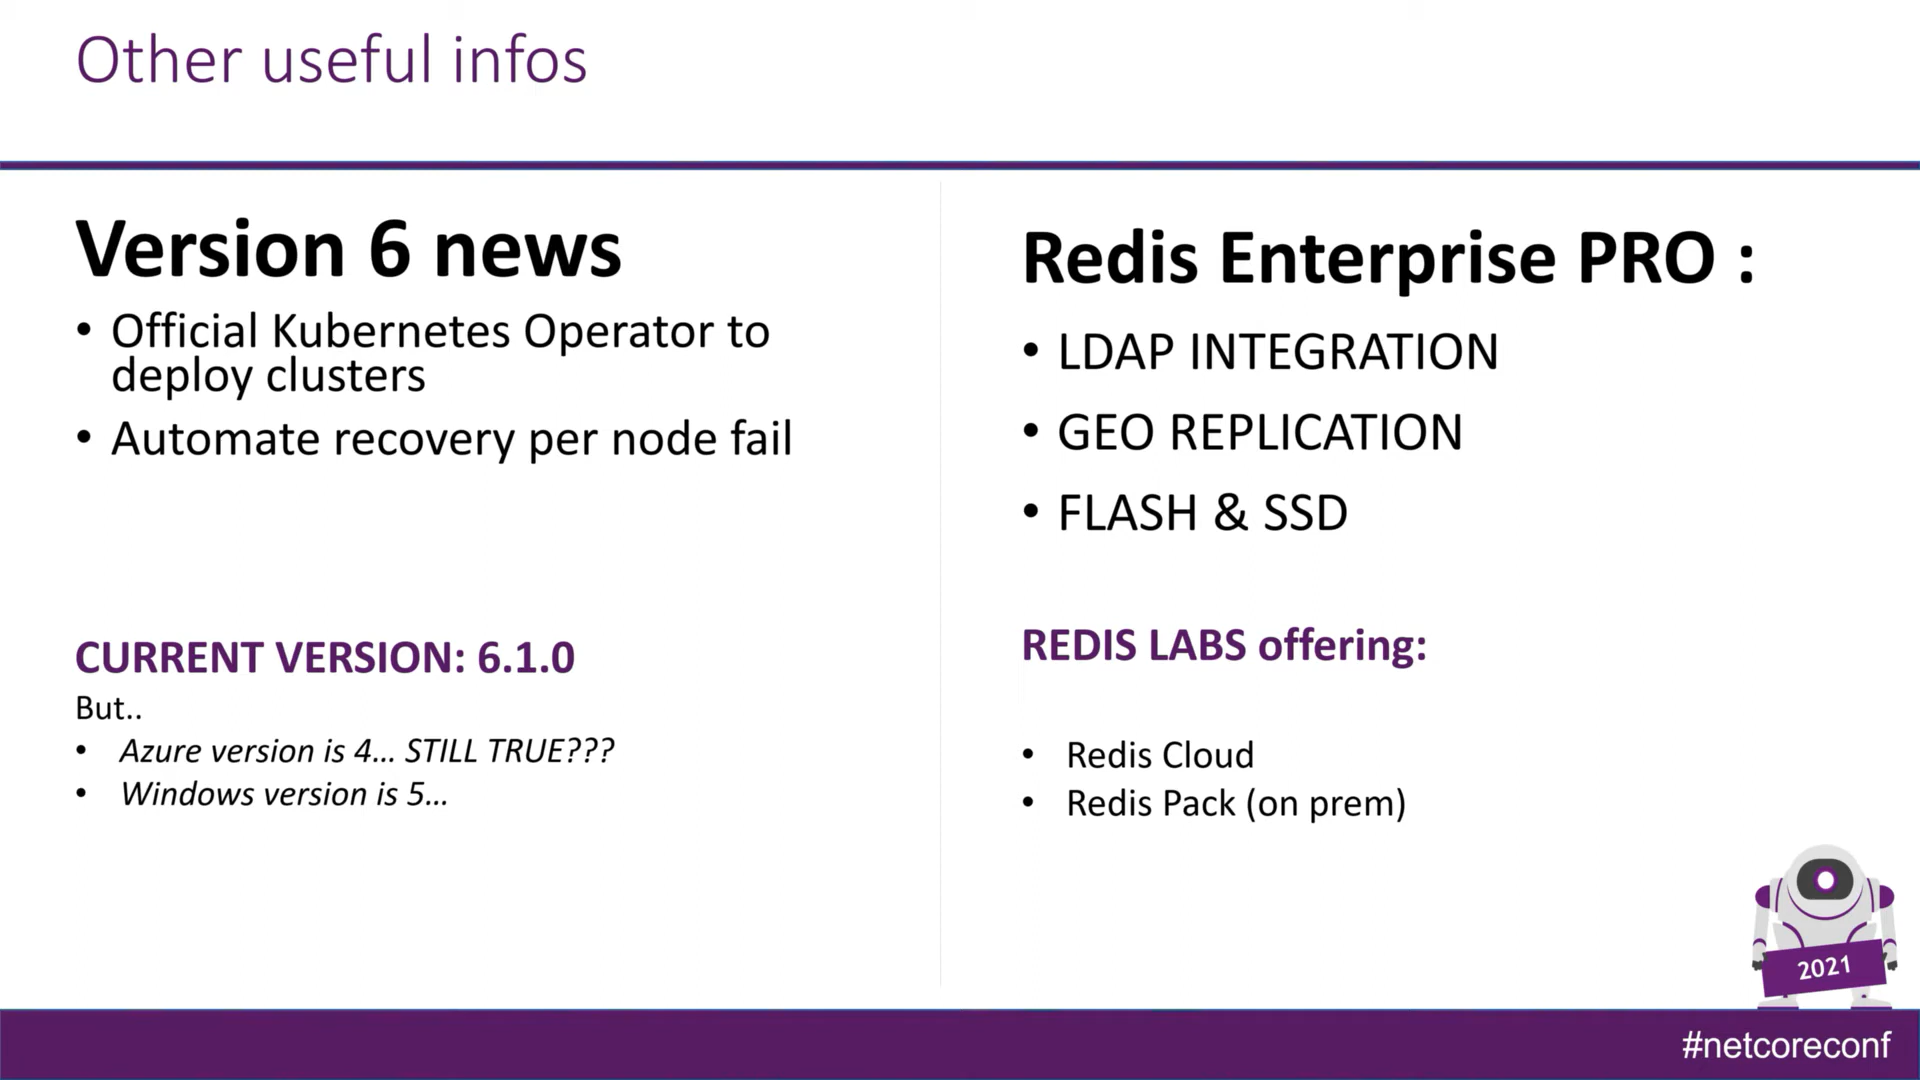 Other useful infos
Version 6 news
• Official Kubernetes Operator to
deploy clusters
• Automate recovery per node fail
CURRENT VERSION: 6.1.0
But..
• Azure version is 4... STILL TRUE???
• Windows version is 5...
Redis Enterprise PRO :
• LDAP INTEGRATION
• GEO REPLICATION
• FLASH & SSD
REDIS LABS offering:
• Redis Cloud
• Redis Pack (on prem)
2021
#netcoreconf